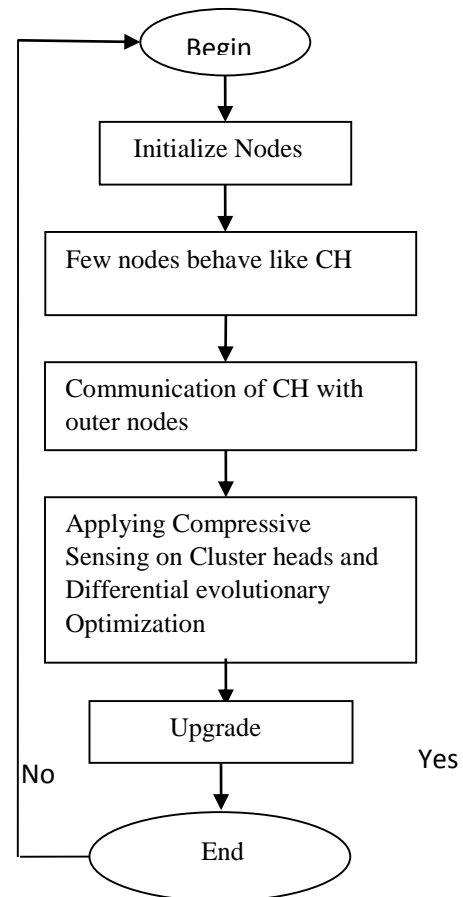 Begin
Initialize Nodes
Few nodes behave like CH
Communication of CH with
outer nodes
Applying Compressive
Sensing on Cluster heads and
Differential evolutionary
Optimization
Upgrade
Yes
No
End